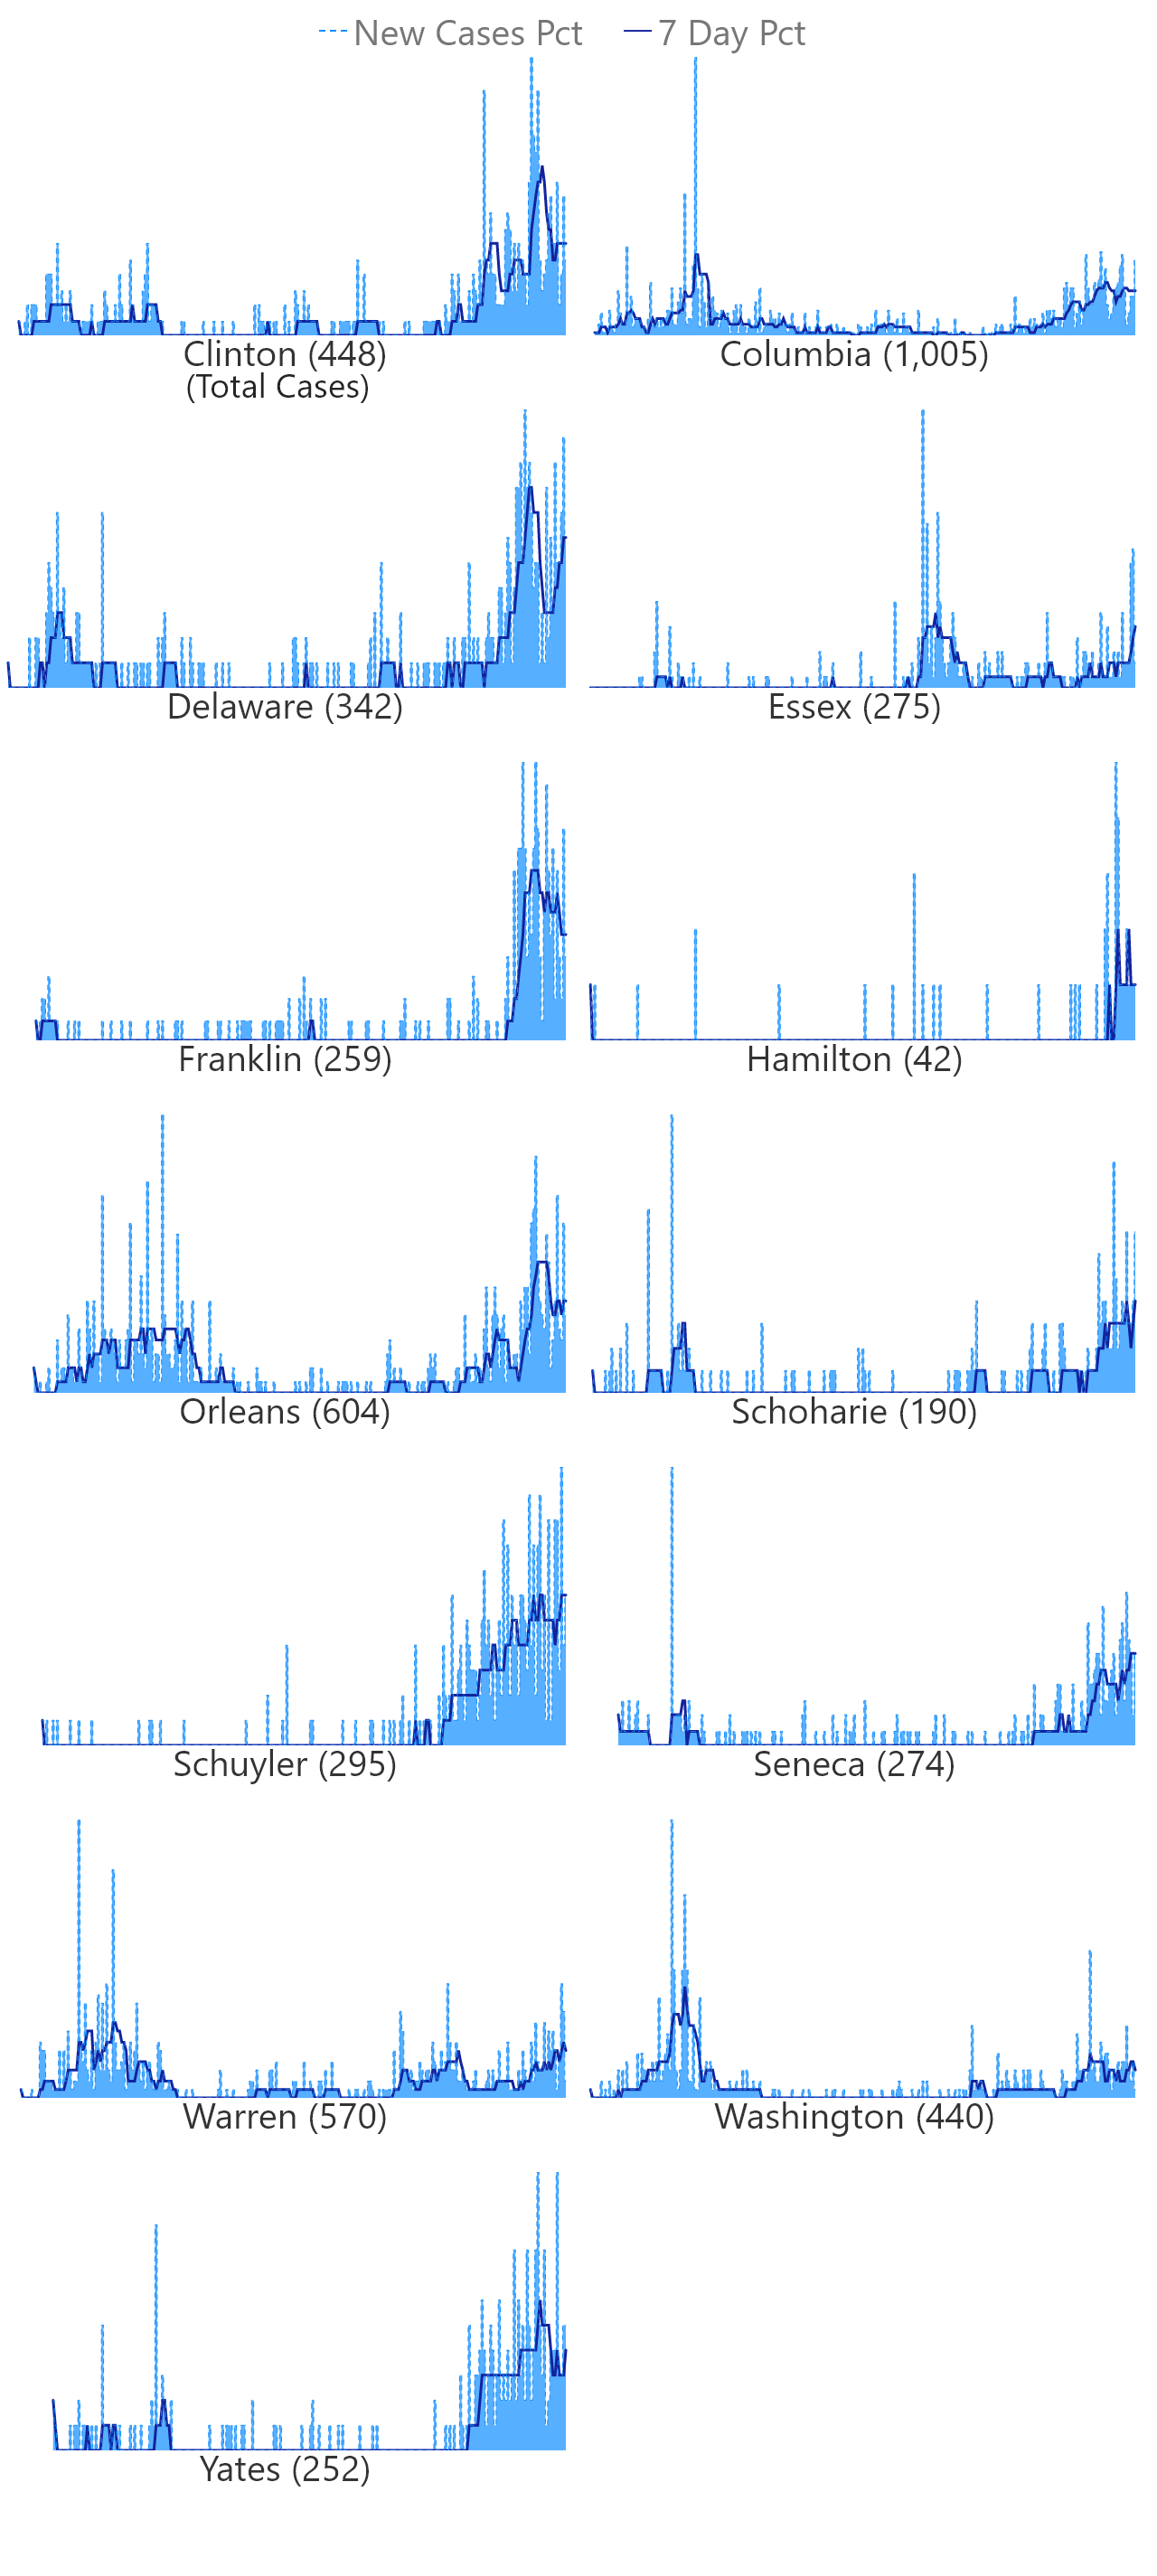 New Cases Pct 7 Day Pct
Clinton (448) Columbia (1,005)
(Total Cases)
Delaware (342) Essex (275)
Franklin (259) Hamilton (42)
Orleans (604) Schoharie (190)
Schuyler (295) Seneca (274)
Warren (570) Washington (440)
Yates (252)